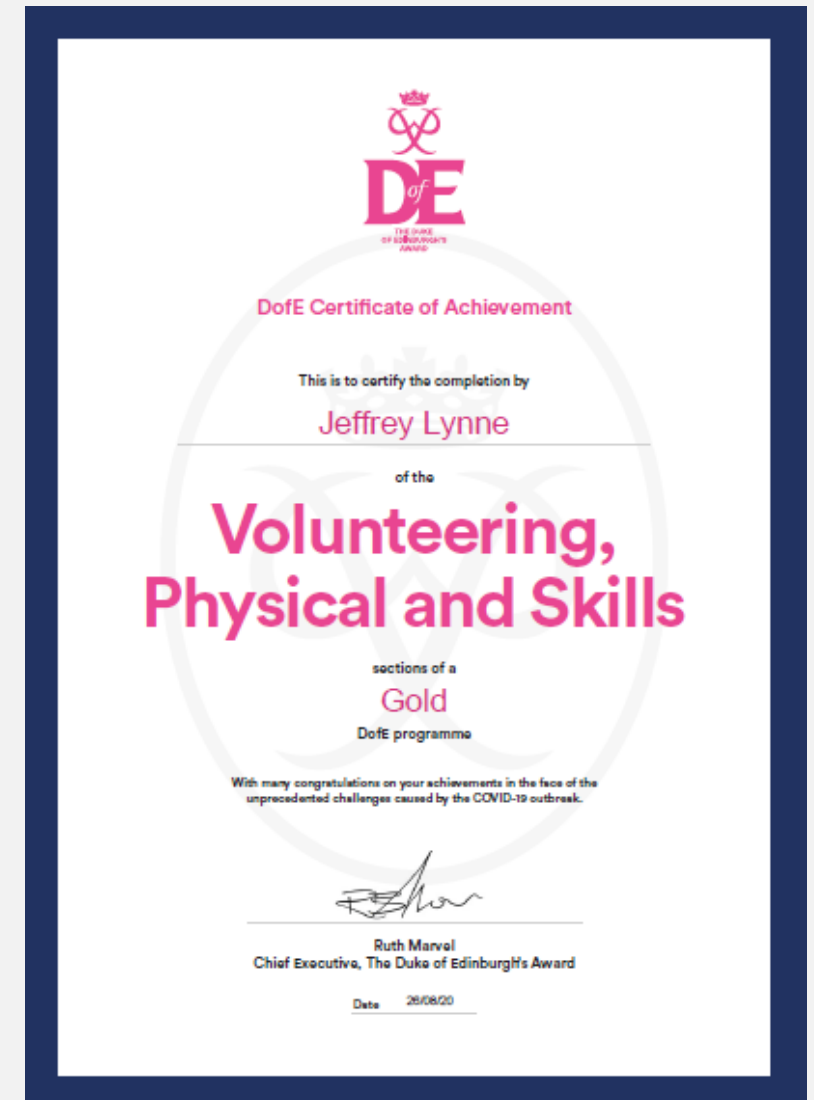 DofE
THE DUKE
OF EDINBURGH'S
AWARD
DofE Certificate of Achievement
This is to certify the completion by
Jeffrey Lynne
of the
Volunteering,
Physical and Skills
sections of a
Gold
DofE programme
With many congratulations on your achievements in the face of the
unprecedented challenges caused by the COVID-19 outbreak.
Ruth Marvel
Chief Executive, The Duke of Edinburgh's Award
Date 26/08/20